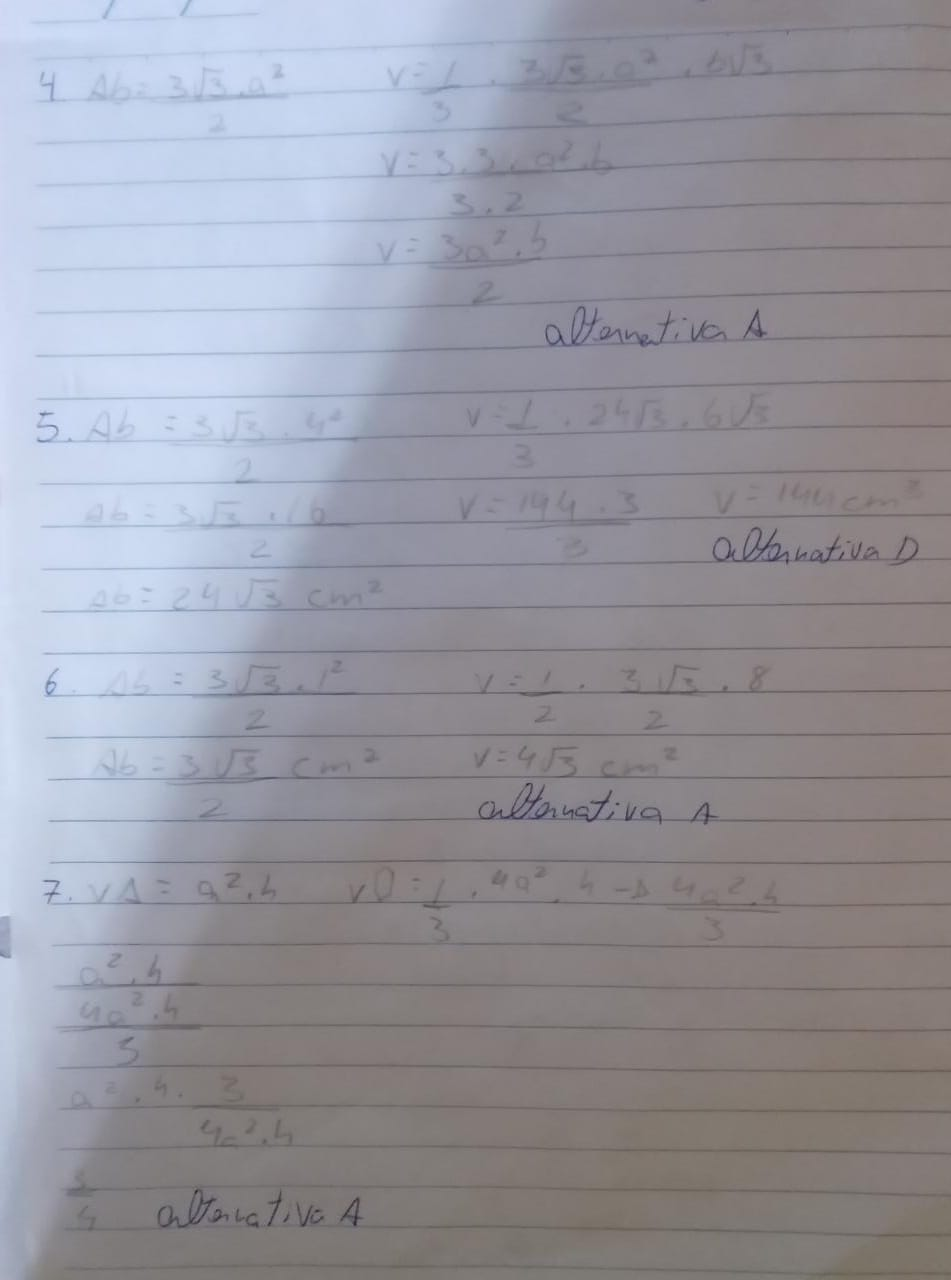 4. Ab = 3√3 . a² / 2    V = 1/3 . 3√3 . a² / 2 . b√3
V = 3.3 . a² . b / 3.2
V = 3a² . b / 2
alternativa A
5. Ab = 3√3 . 4² / 2    V = 1/3 . 24√3 . 6√3
Ab = 3√3 . 16 / 2    V = 144 . 3 / 3    V = 144 cm³
alternativa D
Ab = 24√3 cm²
6. Ab = 3√3 . 1² / 2    V = 1/2 . 3√3 / 2 . 8
Ab = 3√3 / 2 cm²    V = 4√3 cm²
alternativa A
7. VA = a² . h    V = 1/3 . 4a² . h → 4a² . h / 3
a² . h
4a² . h
3
a² . h . 3 / 4a² . h
3/4    alternativa A